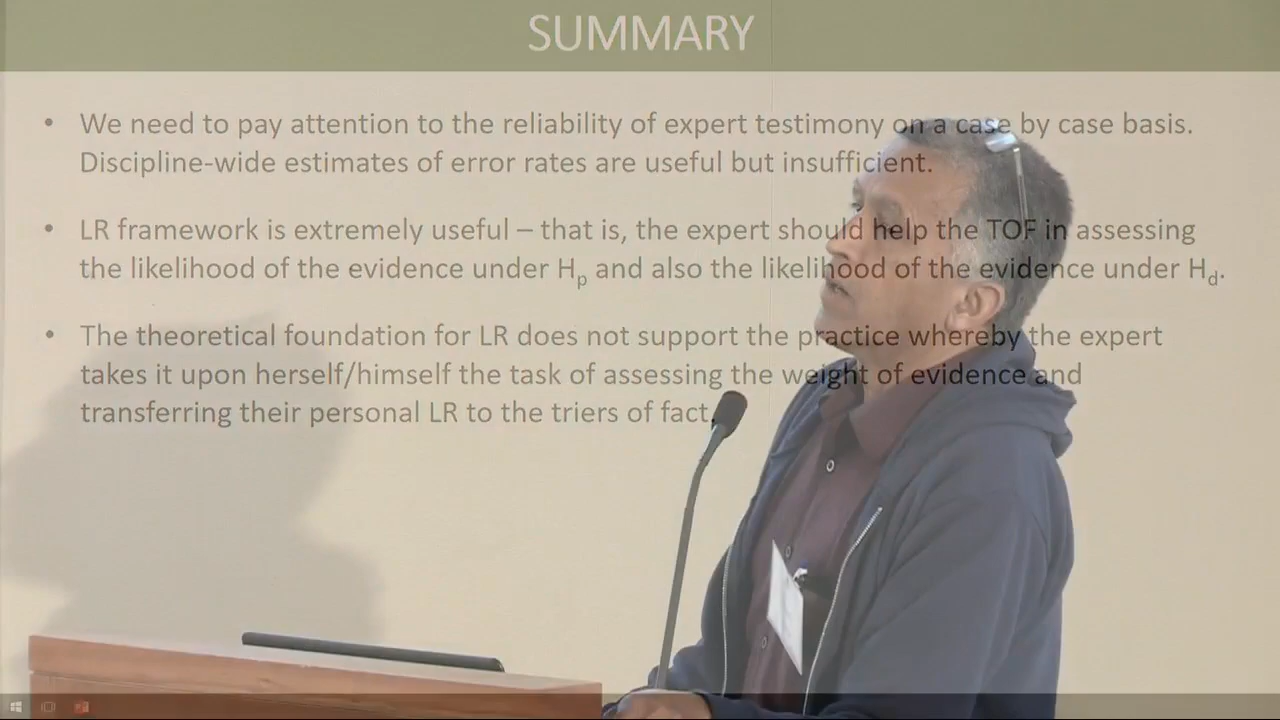 SUMMARY
• We need to pay attention to the reliability of expert testimony on a case by case basis.
Discipline-wide estimates of error rates are useful but insufficient.
• LR framework is extremely useful – that is, the expert should help the TOF in assessing
the likelihood of the evidence under Hp and also the likelihood of the evidence under Hd.
• The theoretical foundation for LR does not support the practice whereby the expert
takes it upon herself/himself the task of assessing the weight of evidence and
transferring their personal LR to the triers of fact.